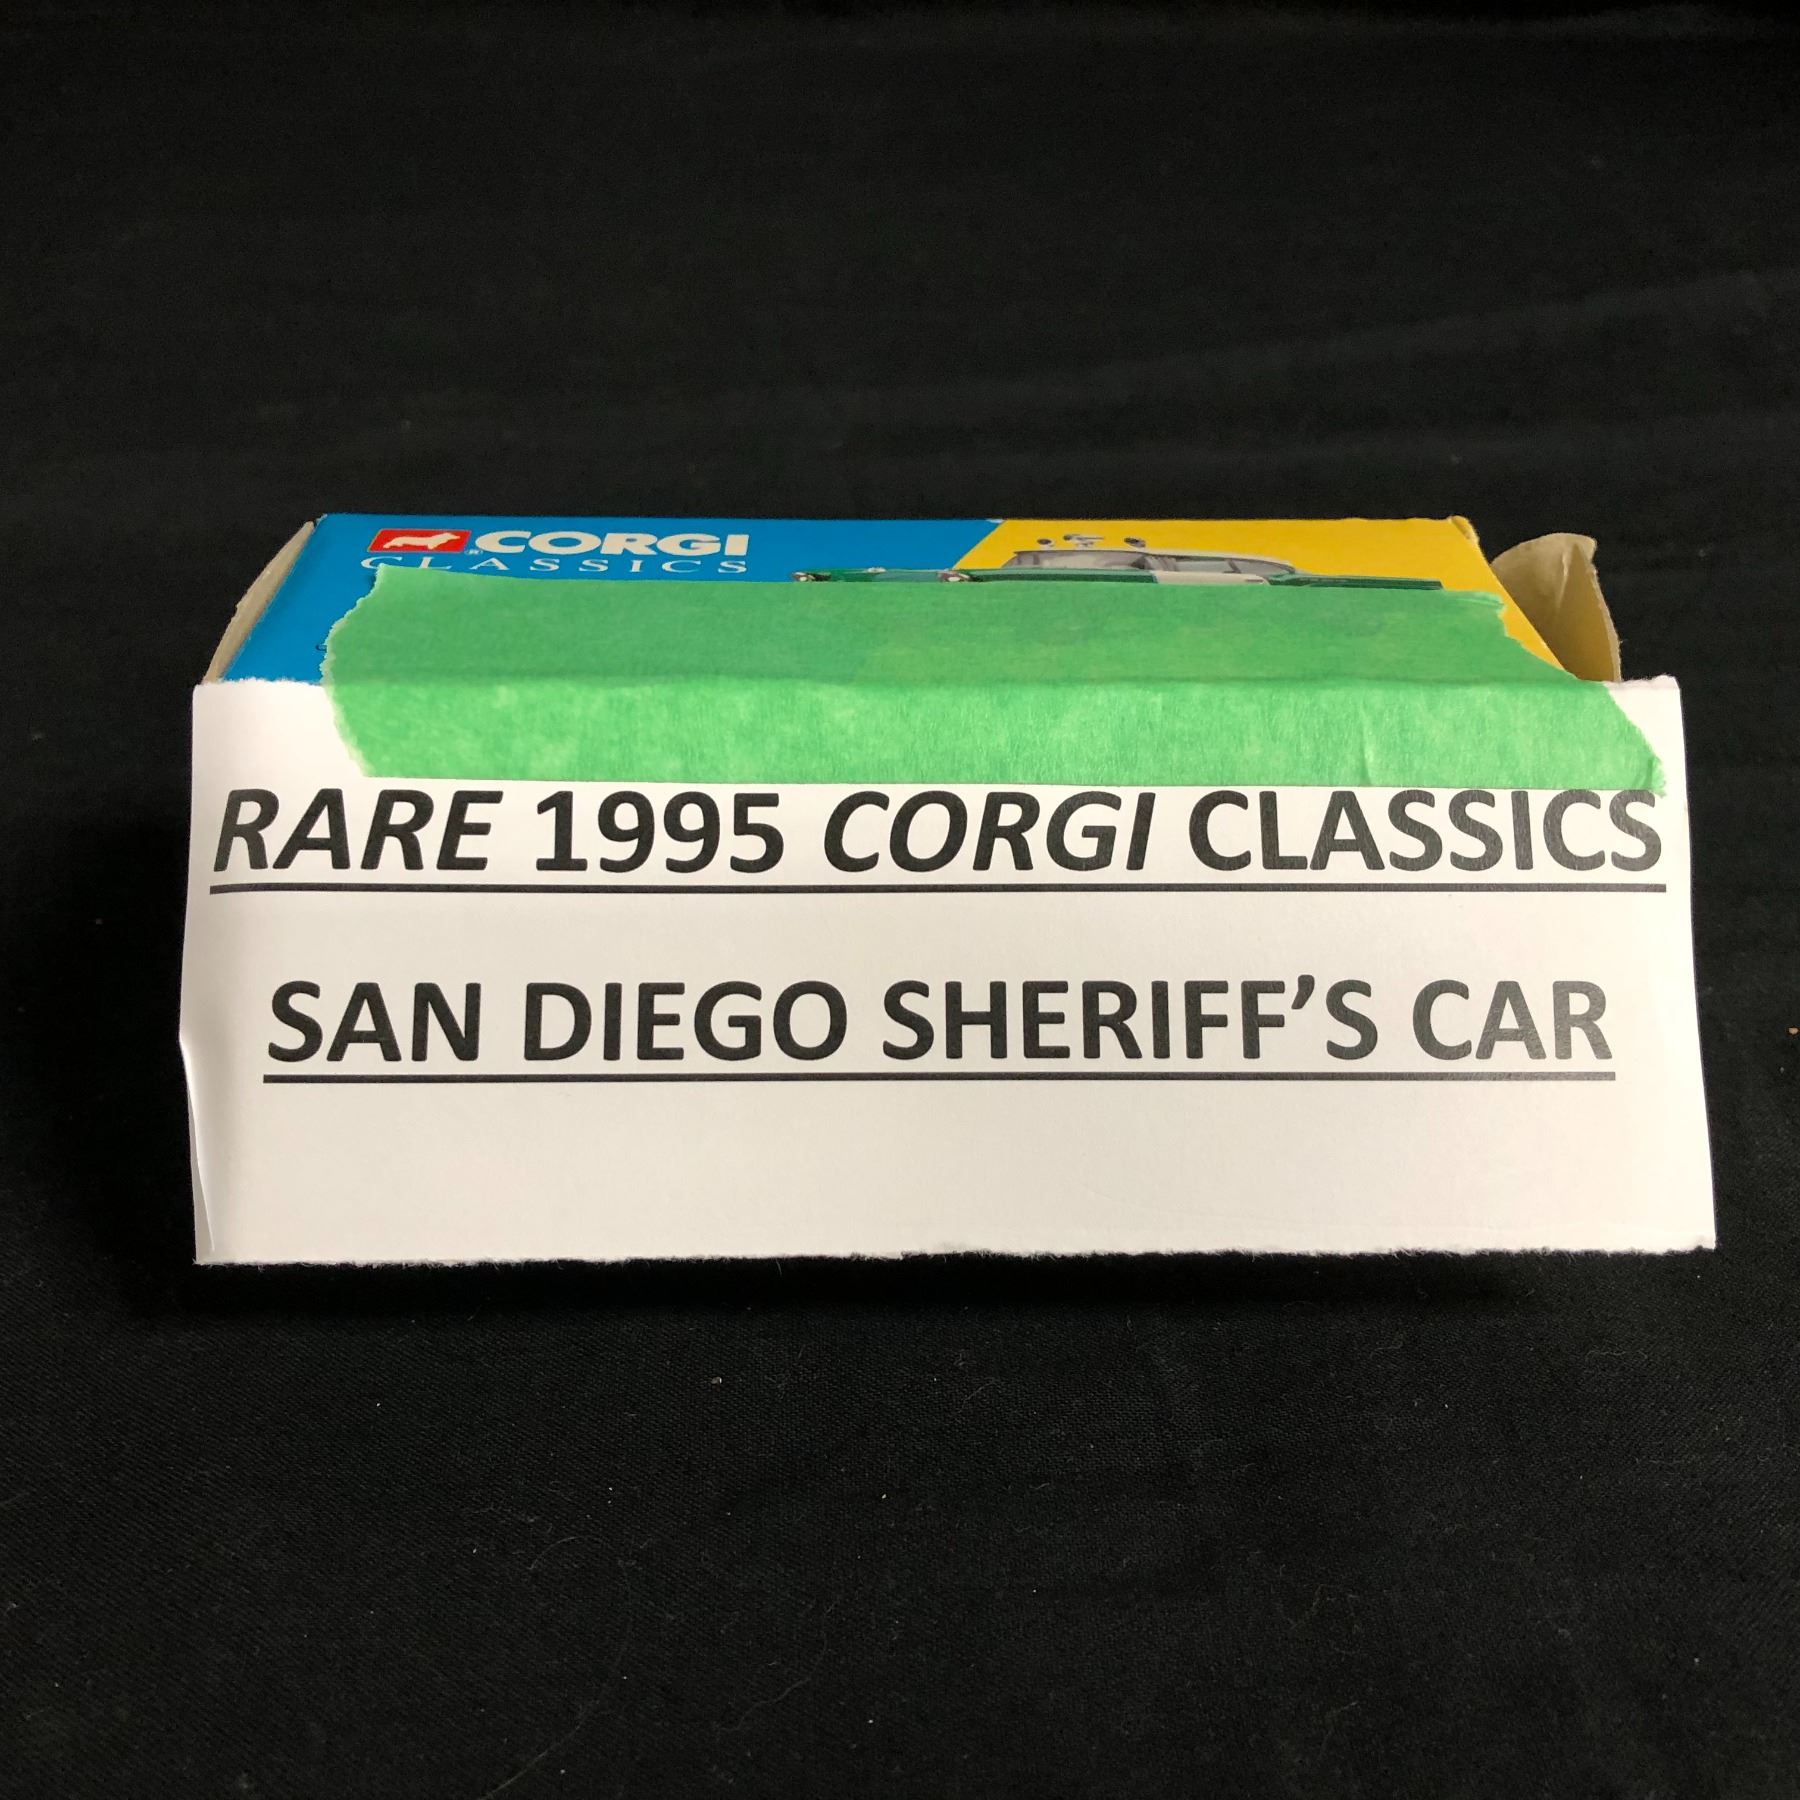 CORGI
CLASSICS
RARE 1995 CORGI CLASSICS
SAN DIEGO SHERIFF’S CAR